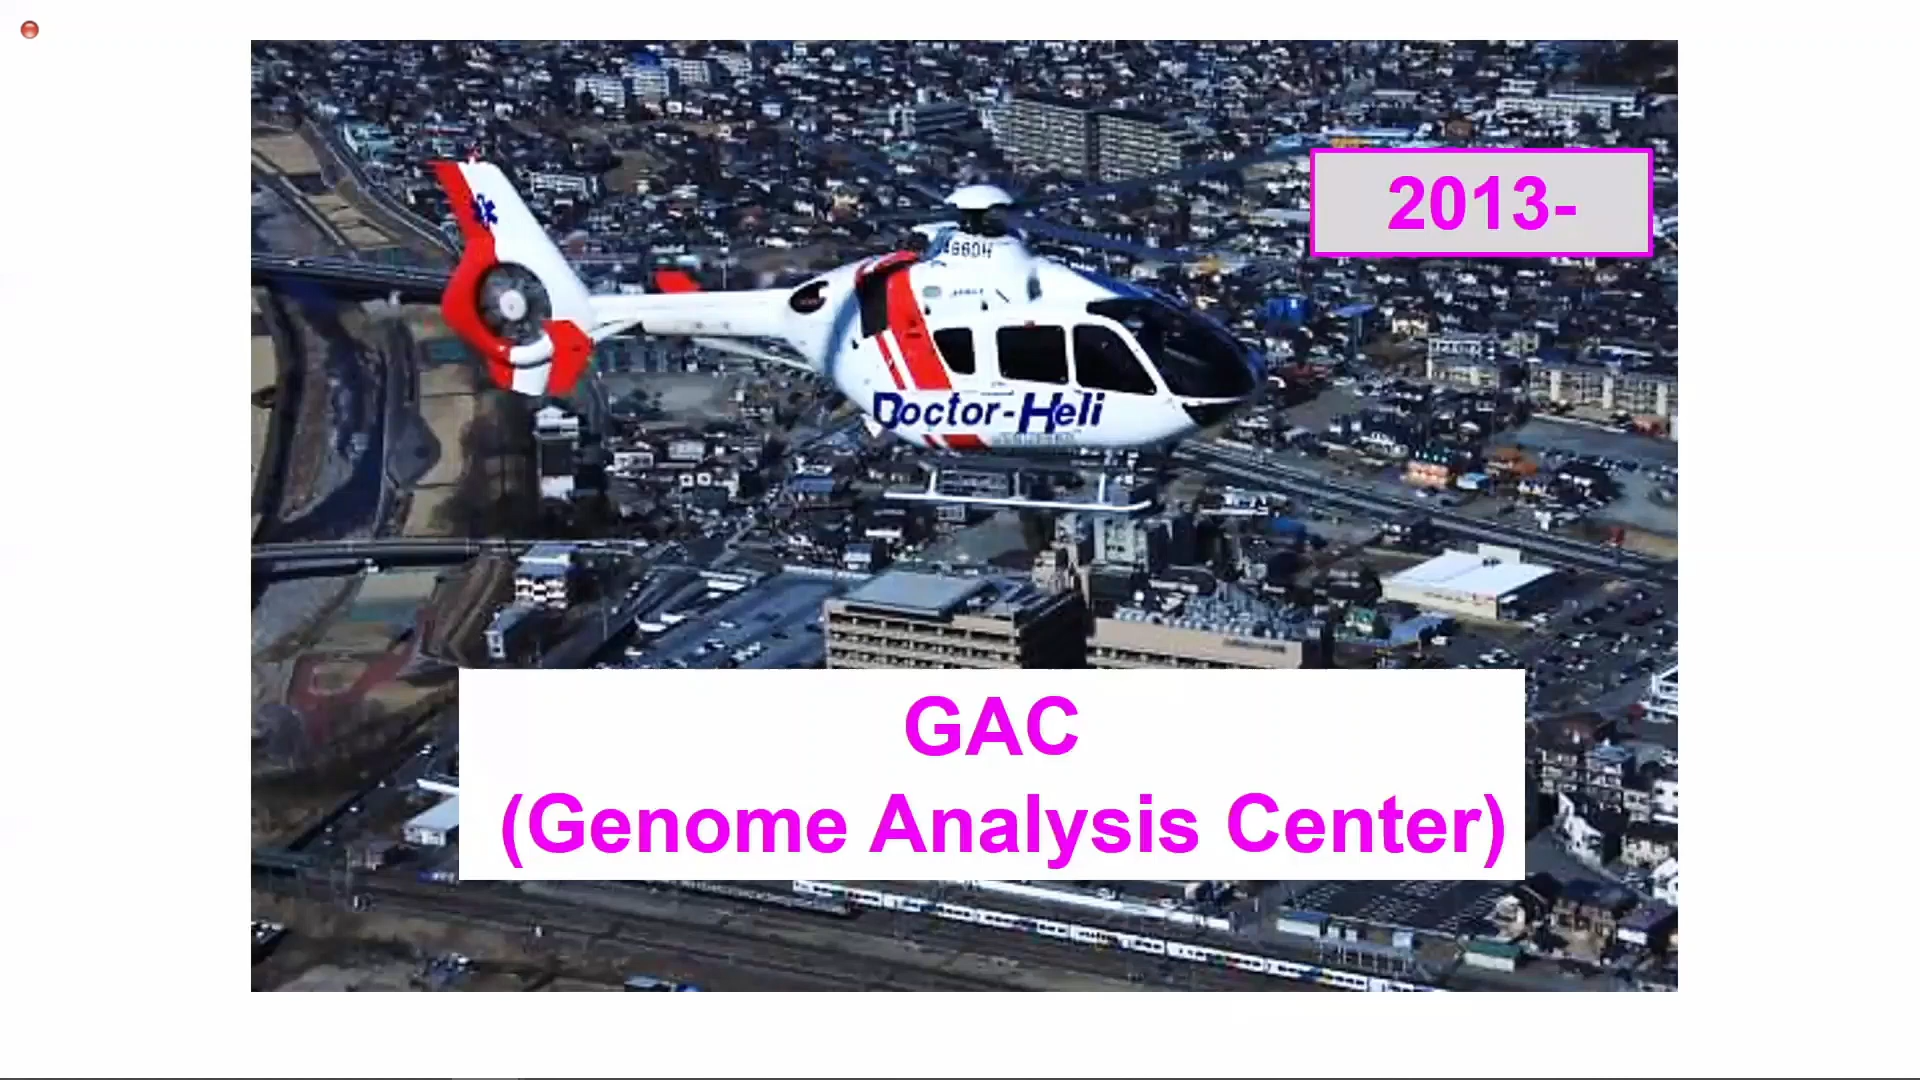 2013-
Doctor-Heli
GAC
(Genome Analysis Center)